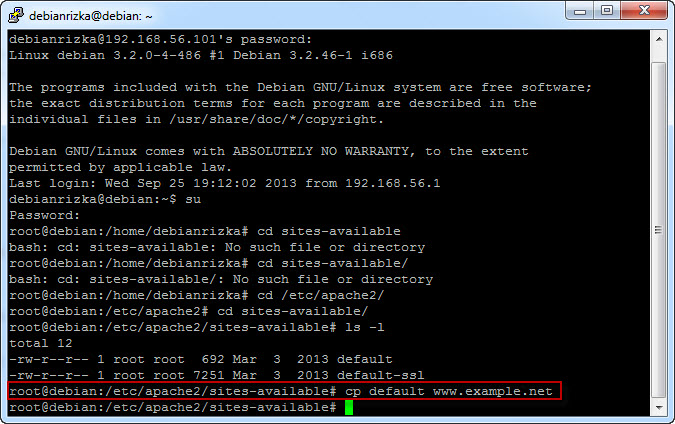 debianrizka@debian: ~
debianrizka@192.168.56.101's password:
Linux debian 3.2.0-4-486 #1 Debian 3.2.46-1 i686
The programs included with the Debian GNU/Linux system are free software;
the exact distribution terms for each program are described in the
individual files in /usr/share/doc/*/copyright.
Debian GNU/Linux comes with ABSOLUTELY NO WARRANTY, to the extent
permitted by applicable law.
Last login: Wed Sep 25 19:12:02 2013 from 192.168.56.1
debianrizka@debian:~$ su
Password:
root@debian:/home/debianrizka# cd sites-available
bash: cd: sites-available: No such file or directory
root@debian:/home/debianrizka# cd sites-available/
bash: cd: sites-available/: No such file or directory
root@debian:/home/debianrizka# cd /etc/apache2/
root@debian:/etc/apache2# cd sites-available/
root@debian:/etc/apache2/sites-available# ls -l
total 12
-rw-r--r-- 1 root root  692 Mar  3  2013 default
-rw-r--r-- 1 root root 7251 Mar  3  2013 default-ssl
root@debian:/etc/apache2/sites-available# cp default www.example.net
root@debian:/etc/apache2/sites-available#